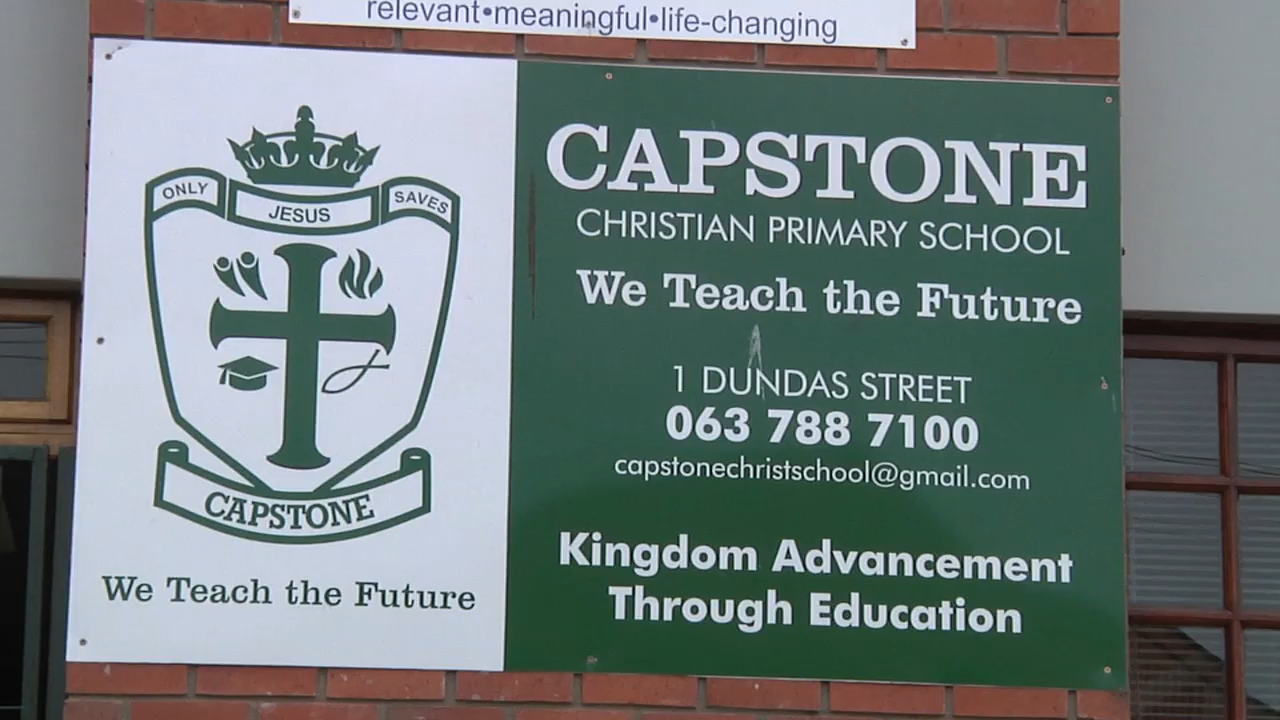 relevant•meaningful•life-changing
ONLY JESUS SAVES
CAPSTONE
We Teach the Future
CAPSTONE
CHRISTIAN PRIMARY SCHOOL
We Teach the Future
1 DUNDAS STREET
063 788 7100
capstonechristschool@gmail.com
Kingdom Advancement
Through Education